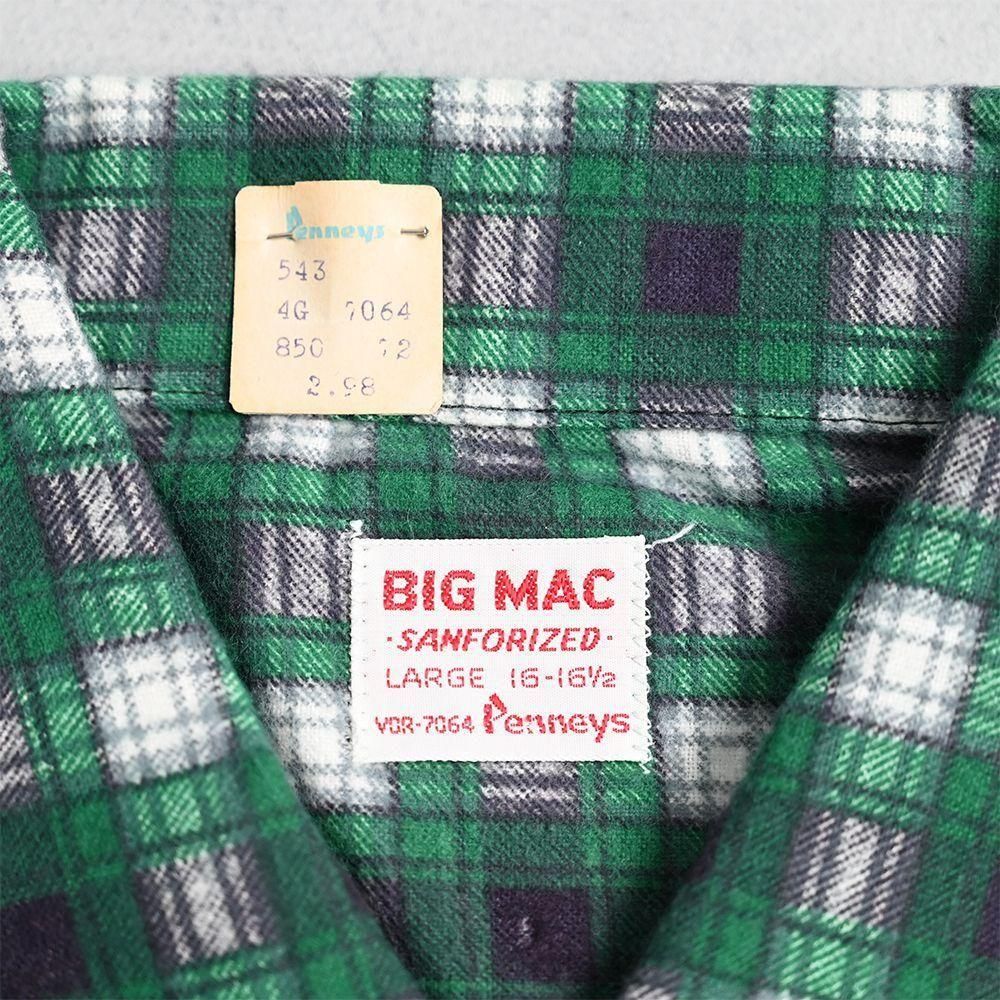 Penneys
543
4G 7064
850 72
2.98
BIG MAC
·SANFORIZED·
LARGE 16-16½
VOR-7064 Penneys